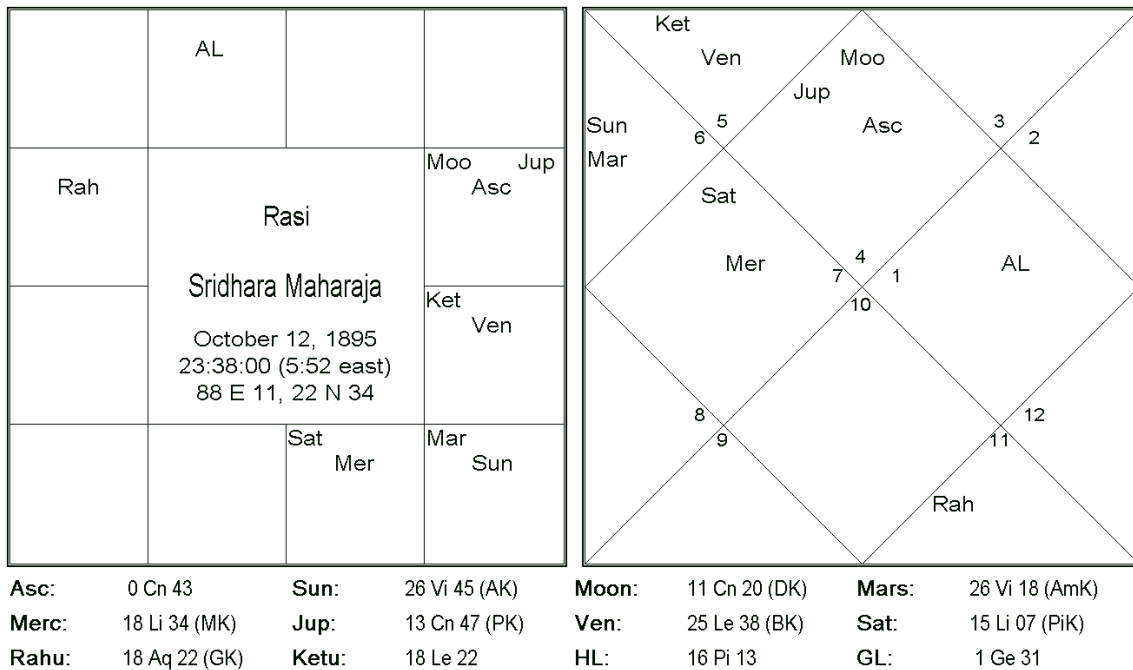 AL
Rah
Moo Jup
Asc
Ket
Ven
Sat
Mer
Mar
Sun
Rasi
Sridhara Maharaja
October 12, 1895
23:38:00 (5:52 east)
88 E 11, 22 N 34
Ket
Ven
Moo
Jup
Asc
Sun
Mar
5
6
3
2
Sat
Mer
4
7
1
10
AL
8
9
12
11
Rah
Asc: 0 Cn 43 Sun: 26 Vi 45 (AK) Moon: 11 Cn 20 (DK) Mars: 26 Vi 18 (AmK)
Merc: 18 Li 34 (MK) Jup: 13 Cn 47 (PK) Ven: 25 Le 38 (BK) Sat: 15 Li 07 (PiK)
Rahu: 18 Aq 22 (GK) Ketu: 18 Le 22 HL: 16 Pi 13 GL: 1 Ge 31